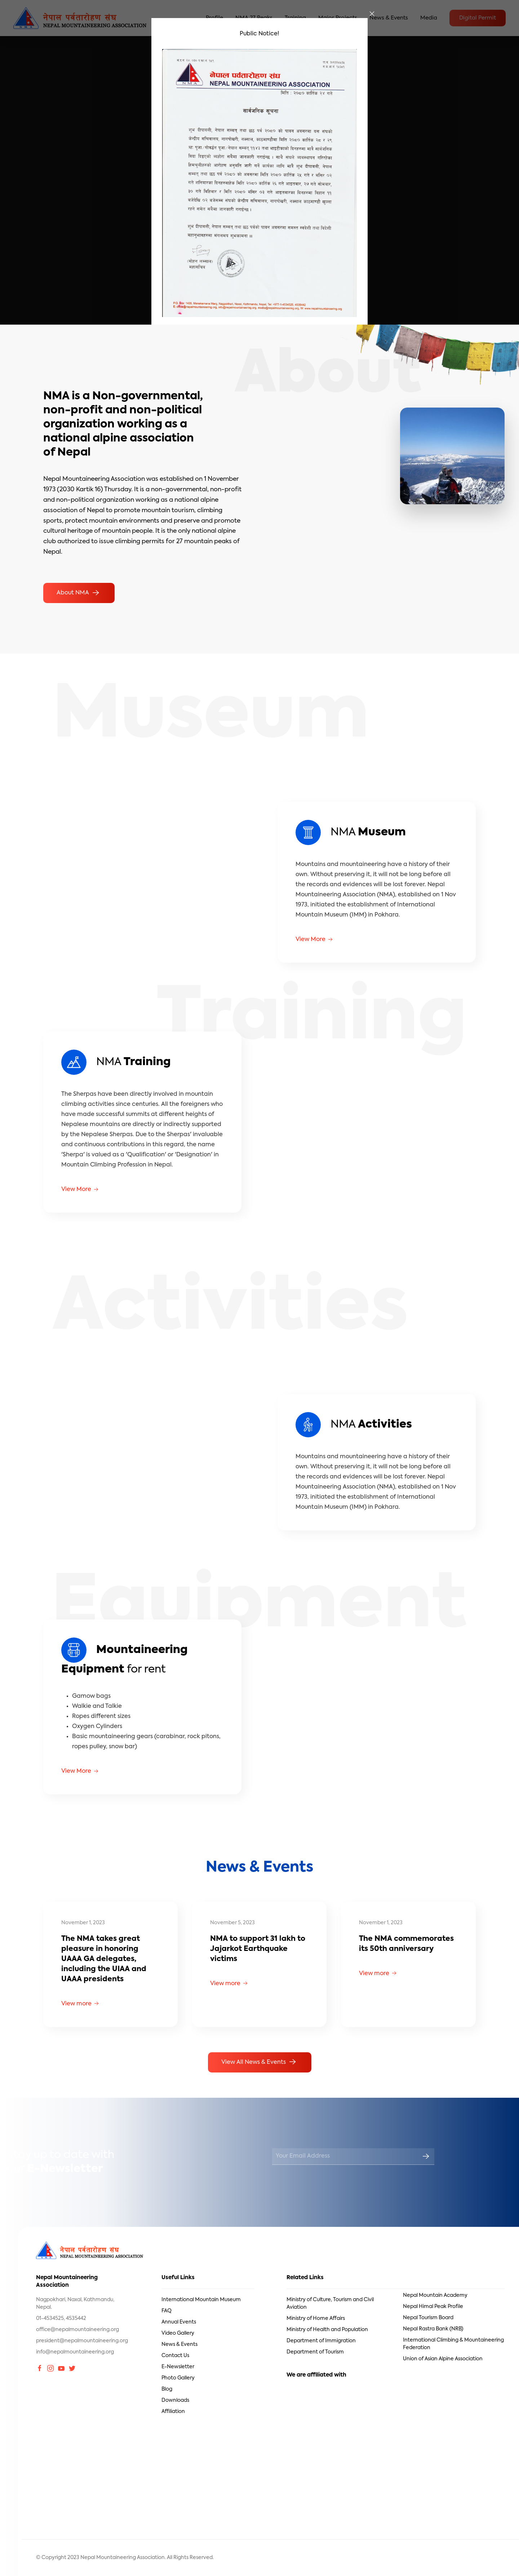 नेपाल पर्वतारोहण संघ
NEPAL MOUNTAINEERING ASSOCIATION
News & Events
Media
Digital Permit
Public Notice!
नेपाल पर्वतारोहण संघ
NEPAL MOUNTAINEERING ASSOCIATION
सार्वजनिक सूचना
About
NMA is a Non-governmental,
non-profit and non-political
organization working as a
national alpine association
of Nepal
Nepal Mountaineering Association was established on 1 November
1973 (2030 Kartik 16) Thursday. It is a non-governmental, non-profit
and non-political organization working as a national alpine
association of Nepal to promote mountain tourism, climbing
sports, protect mountain environments and preserve and promote
cultural heritage of mountain people. It is the only national alpine
club authorized to issue climbing permits for 27 mountain peaks of
Nepal.
About NMA
Museum
NMA Museum
Mountains and mountaineering have a history of their
own. Without preserving it, it will not be long before all
the records and evidences will be lost forever. Nepal
Mountaineering Association (NMA), established on 1 Nov
1973, initiated the establishment of International
Mountain Museum (IMM) in Pokhara.
View More
Training
NMA Training
The Sherpas have been directly involved in mountain
climbing activities since centuries. All the foreigners who
have made successful summits at different heights of
Nepalese mountains are directly or indirectly supported
by the Nepalese Sherpas. Due to the Sherpas' invaluable
and continuous contributions in this regard, the name
'Sherpa' is valued as a 'Qualification' or 'Designation' in
Mountain Climbing Profession in Nepal.
View More
Activities
NMA Activities
Mountains and mountaineering have a history of their
own. Without preserving it, it will not be long before all
the records and evidences will be lost forever. Nepal
Mountaineering Association (NMA), established on 1 Nov
1973, initiated the establishment of International
Mountain Museum (IMM) in Pokhara.
Equipment
Mountaineering
Equipment for rent
Gamow bags
Walkie and Talkie
Ropes different sizes
Oxygen Cylinders
Basic mountaineering gears (carabinar, rock pitons,
ropes pulley, snow bar)
View More
News & Events
November 1, 2023
The NMA takes great
pleasure in honoring
UAAA GA delegates,
including the UIAA and
UAAA presidents
View more
November 5, 2023
NMA to support 31 lakh to
Jajarkot Earthquake
victims
View more
November 1, 2023
The NMA commemorates
its 50th anniversary
View more
View All News & Events
Your Email Address
नेपाल पर्वतारोहण संघ
NEPAL MOUNTAINEERING ASSOCIATION
Nepal Mountaineering
Association
Nagpokhari, Naxal, Kathmandu,
Nepal
01-4534525, 4535442
office@nepalmountaineering.org
president@nepalmountaineering.org
info@nepalmountaineering.org
Useful Links
International Mountain Museum
FAQ
Annual Events
Video Gallery
News & Events
Contact Us
E-Newsletter
Photo Gallery
Blog
Downloads
Affiliation
Related Links
Ministry of Culture, Tourism and Civil
Aviation
Ministry of Home Affairs
Ministry of Health and Population
Department of Immigration
Department of Tourism
Nepal Mountain Academy
Nepal Himal Peak Profile
Nepal Tourism Board
Nepal Rastra Bank (NRB)
International Climbing & Mountaineering
Federation
Union of Asian Alpine Association
We are affiliated with
© Copyright 2023 Nepal Mountaineering Association. All Rights Reserved.